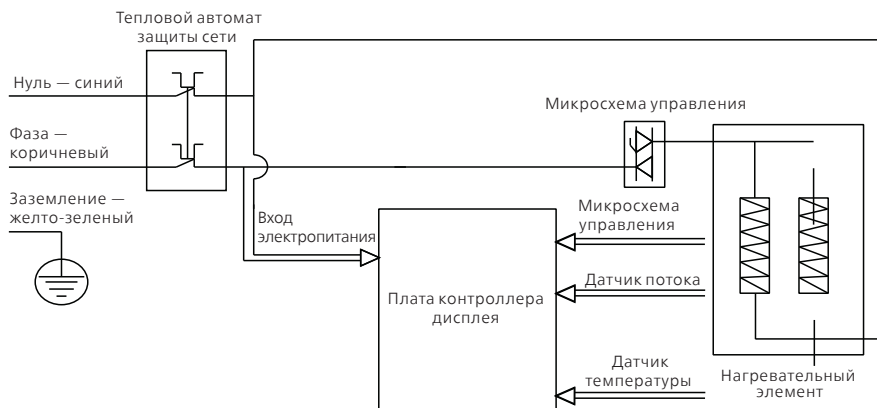 Тепловой автомат
защиты сети
Нуль — синий
Микросхема управления
Фаза —
коричневый
Заземление —
желто-зеленый
Вход
электропитания
Микросхема
управления
Датчик потока
Плата контроллера
дисплея
Датчик
температуры
Нагревательный
элемент